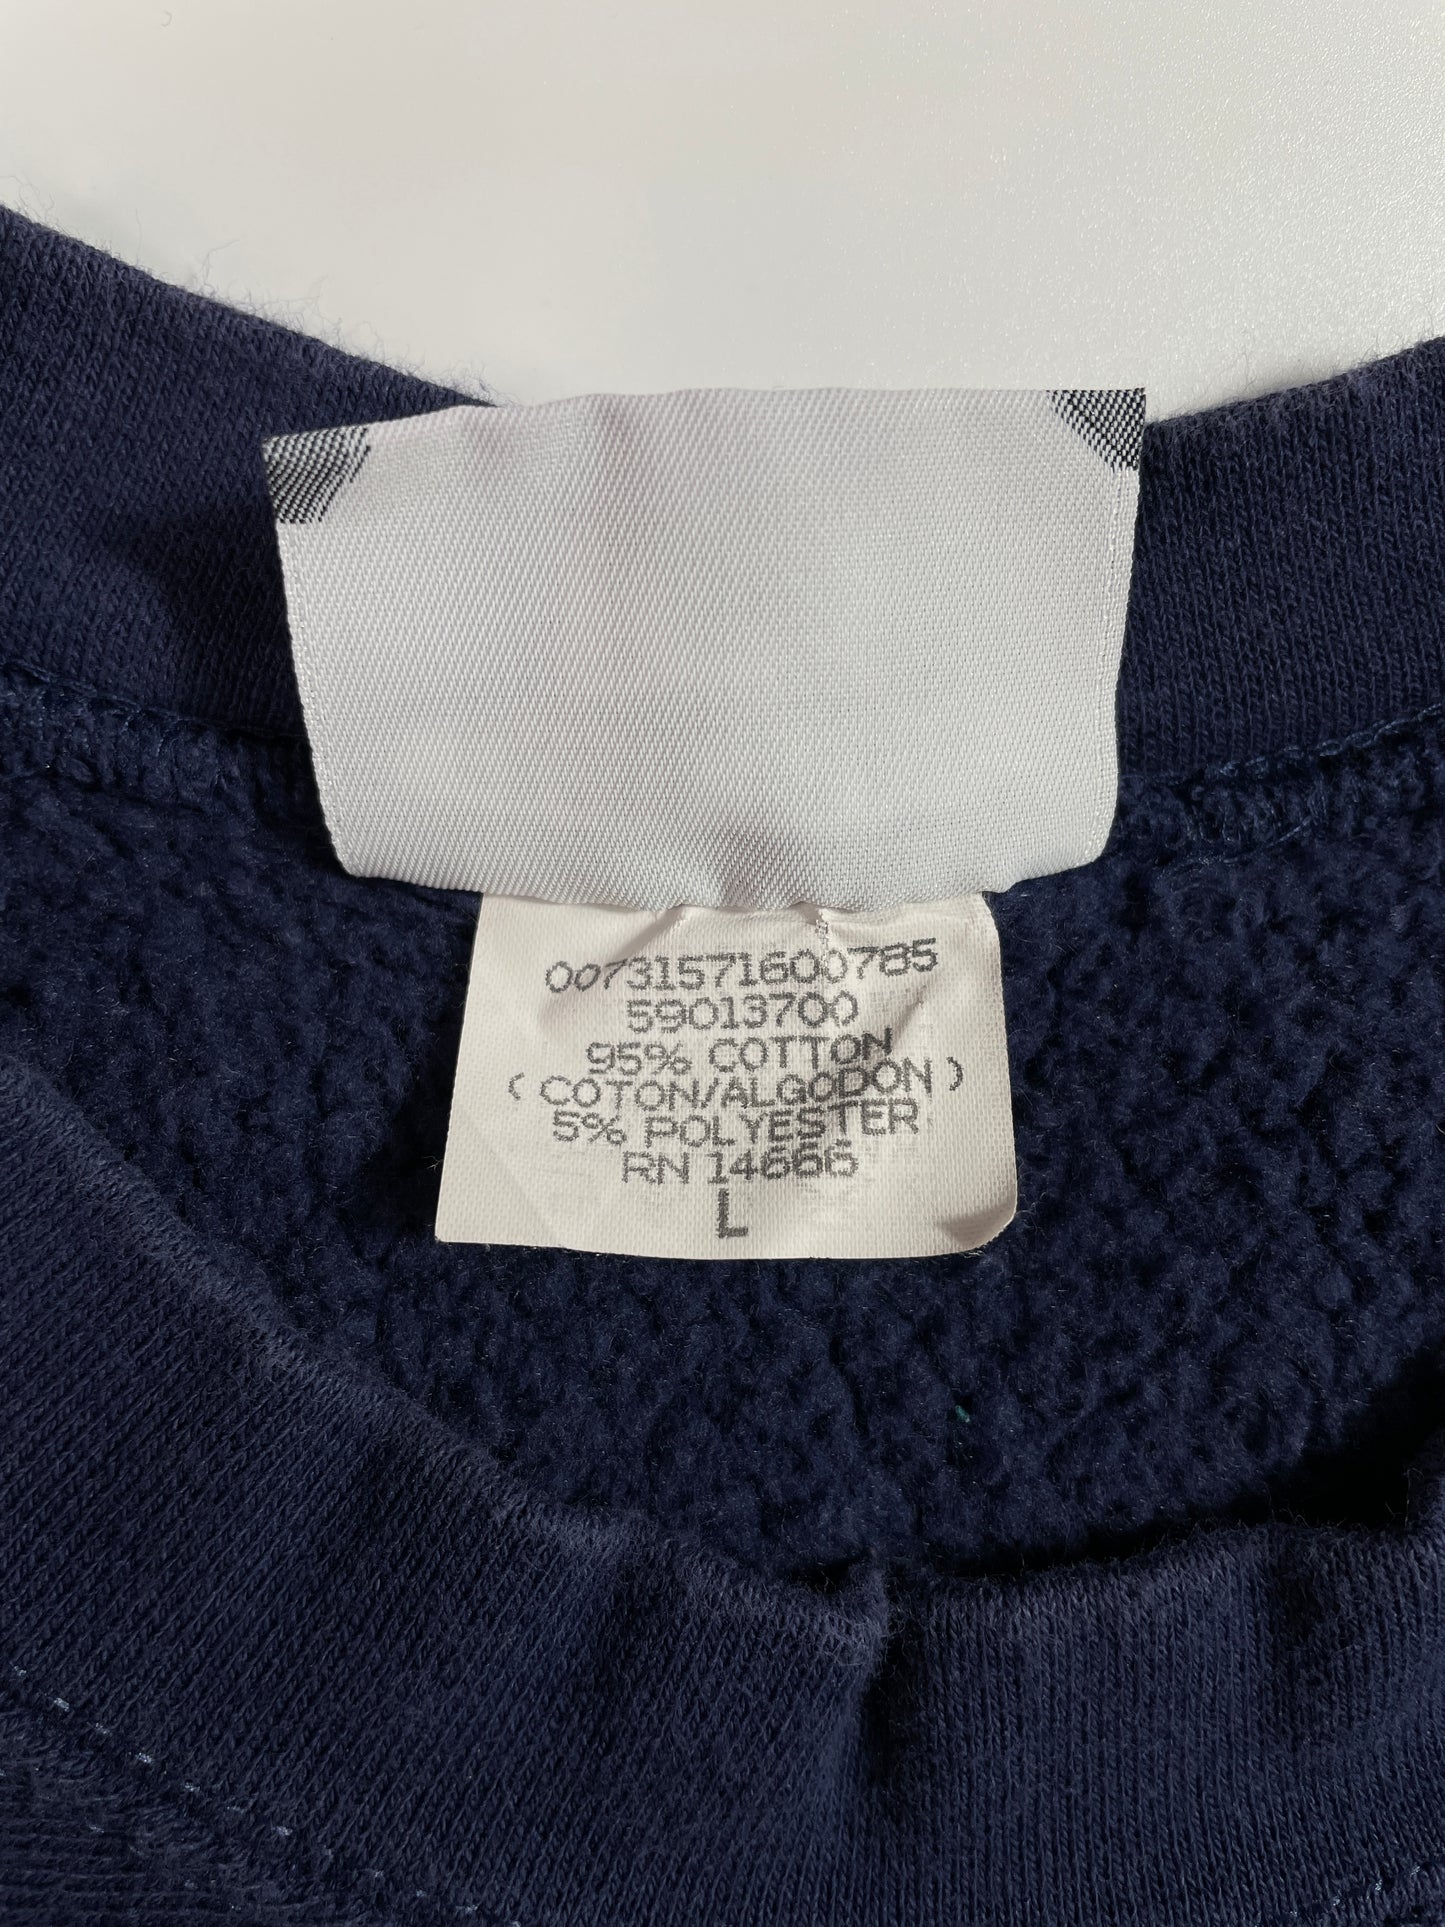 00731571600785
59013700
95% COTTON
( COTON/ALGODON )
5% POLYESTER
RN 14666
L